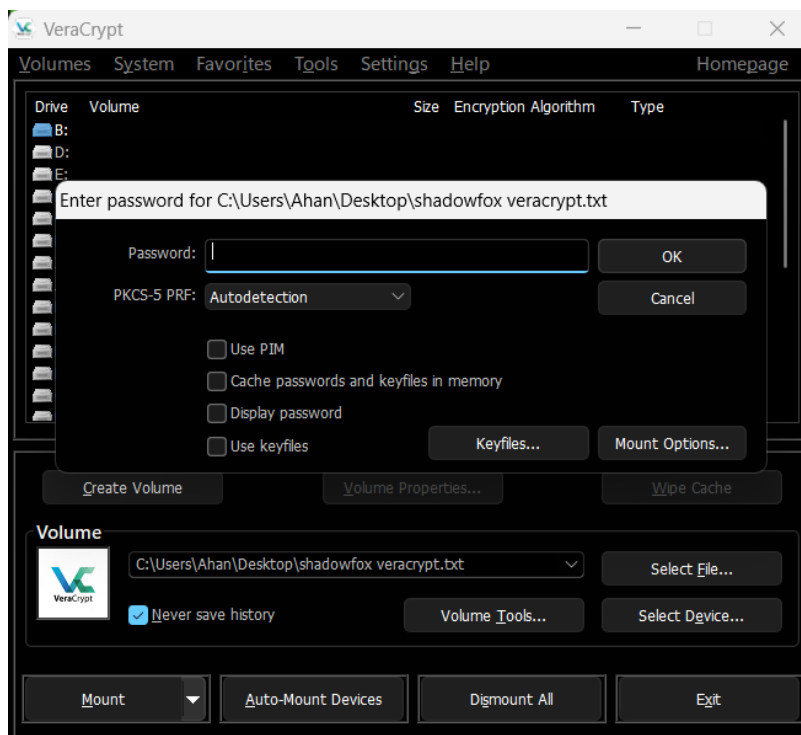 VeraCrypt
Volumes System Favorites Tools Settings Help Homepage
Drive Volume Size Encryption Algorithm Type
B:
D:
E:
Enter password for C:\Users\Ahan\Desktop\shadowfox veracrypt.txt
Password: OK
PKCS-5 PRF: Autodetection Cancel
Use PIM
Cache passwords and keyfiles in memory
Display password
Use keyfiles Keyfiles... Mount Options...
Create Volume Volume Properties... Wipe Cache
Volume
C:\Users\Ahan\Desktop\shadowfox veracrypt.txt Select File...
VeraCrypt
Never save history Volume Tools... Select Device...
Mount Auto-Mount Devices Dismount All Exit